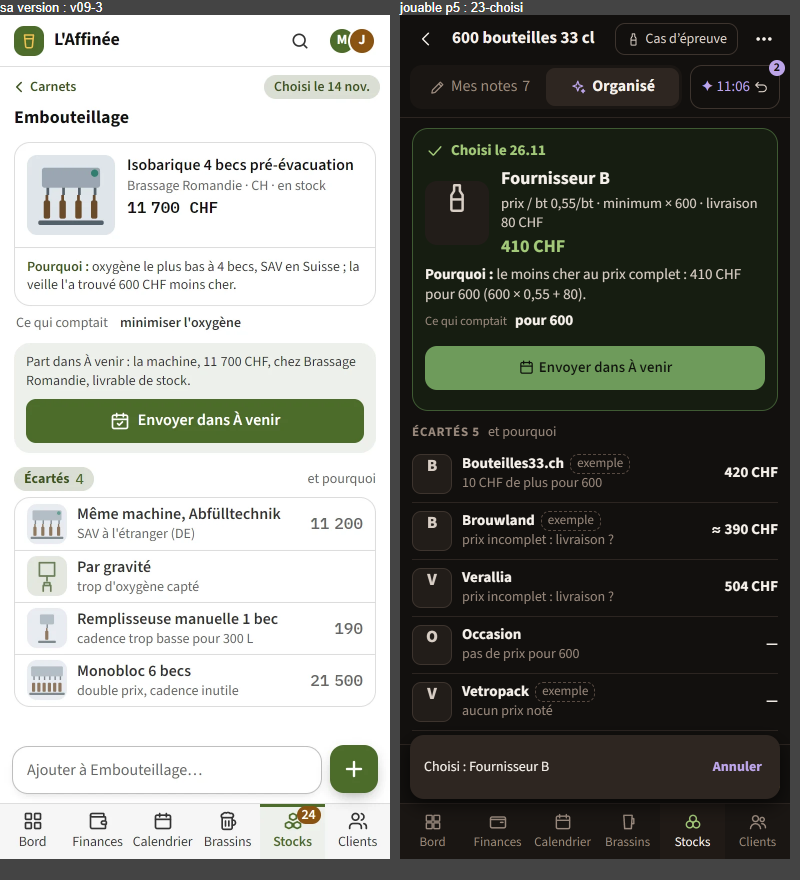 sa version : v09-3
L'Affinée
M J
Carnets
Choisi le 14 nov.
Embouteillage
Isobarique 4 becs pré-évacuation
Brassage Romandie · CH · en stock
11 700 CHF
Pourquoi : oxygène le plus bas à 4 becs, SAV en Suisse ; la
veille l'a trouvé 600 CHF moins cher.
Ce qui comptait minimiser l'oxygène
Part dans À venir : la machine, 11 700 CHF, chez Brassage
Romandie, livrable de stock.
Envoyer dans À venir
Écartés 4
et pourquoi
Même machine, Abfülltechnik
SAV à l'étranger (DE)
11 200
Par gravité
trop d'oxygène capté
Remplisseuse manuelle 1 bec
cadence trop basse pour 300 L
190
Monobloc 6 becs
double prix, cadence inutile
21 500
Ajouter à Embouteillage…
24
Bord
Finances
Calendrier
Brassins
Stocks
Clients
jouable p5 : 23-choisi
600 bouteilles 33 cl
Cas d’épreuve
Mes notes 7
Organisé
11:06
2
Choisi le 26.11
Fournisseur B
prix / bt 0,55/bt · minimum × 600 · livraison
80 CHF
410 CHF
Pourquoi : le moins cher au prix complet : 410 CHF
pour 600 (600 × 0,55 + 80).
Ce qui comptait pour 600
Envoyer dans À venir
ÉCARTÉS 5 et pourquoi
B
Bouteilles33.ch exemple
10 CHF de plus pour 600
420 CHF
B
Brouwland exemple
prix incomplet : livraison ?
≈ 390 CHF
V
Verallia
prix incomplet : livraison ?
504 CHF
O
Occasion
pas de prix pour 600
—
V
Vetropack exemple
aucun prix noté
—
Choisi : Fournisseur B
Annuler
Bord
Finances
Calendrier
Brassins
Stocks
Clients